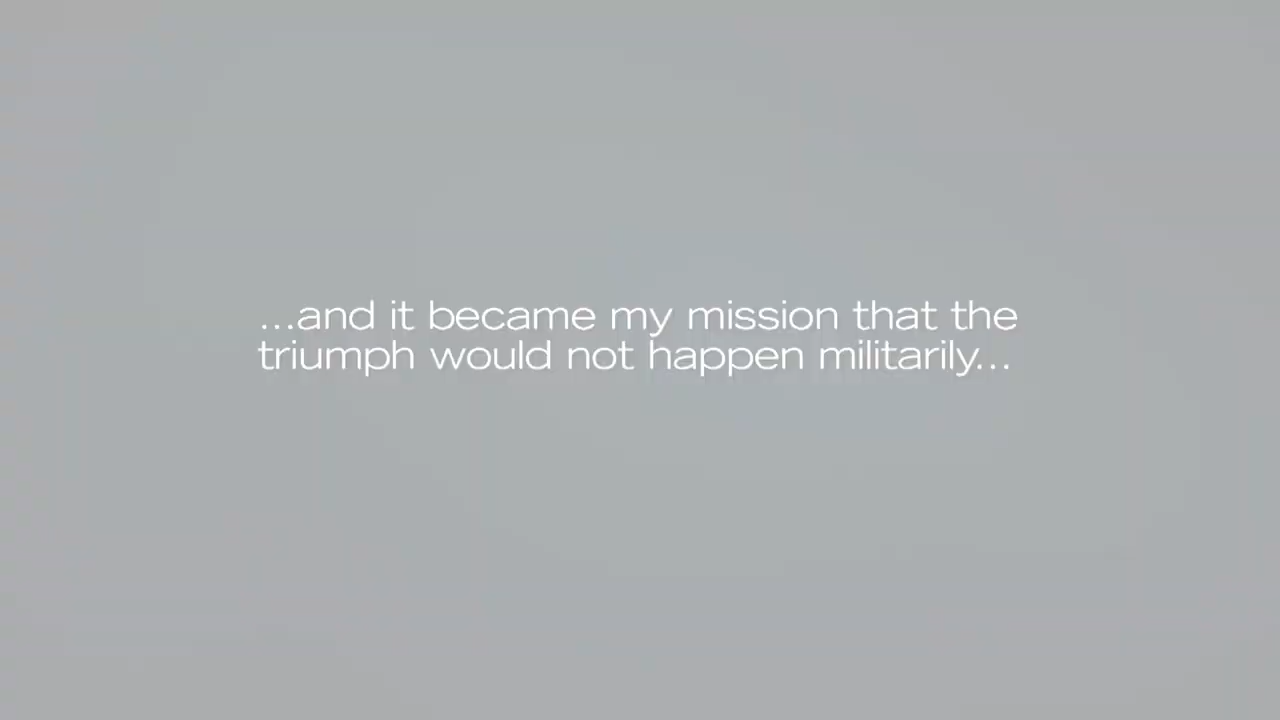 ...and it became my mission that the
triumph would not happen militarily...